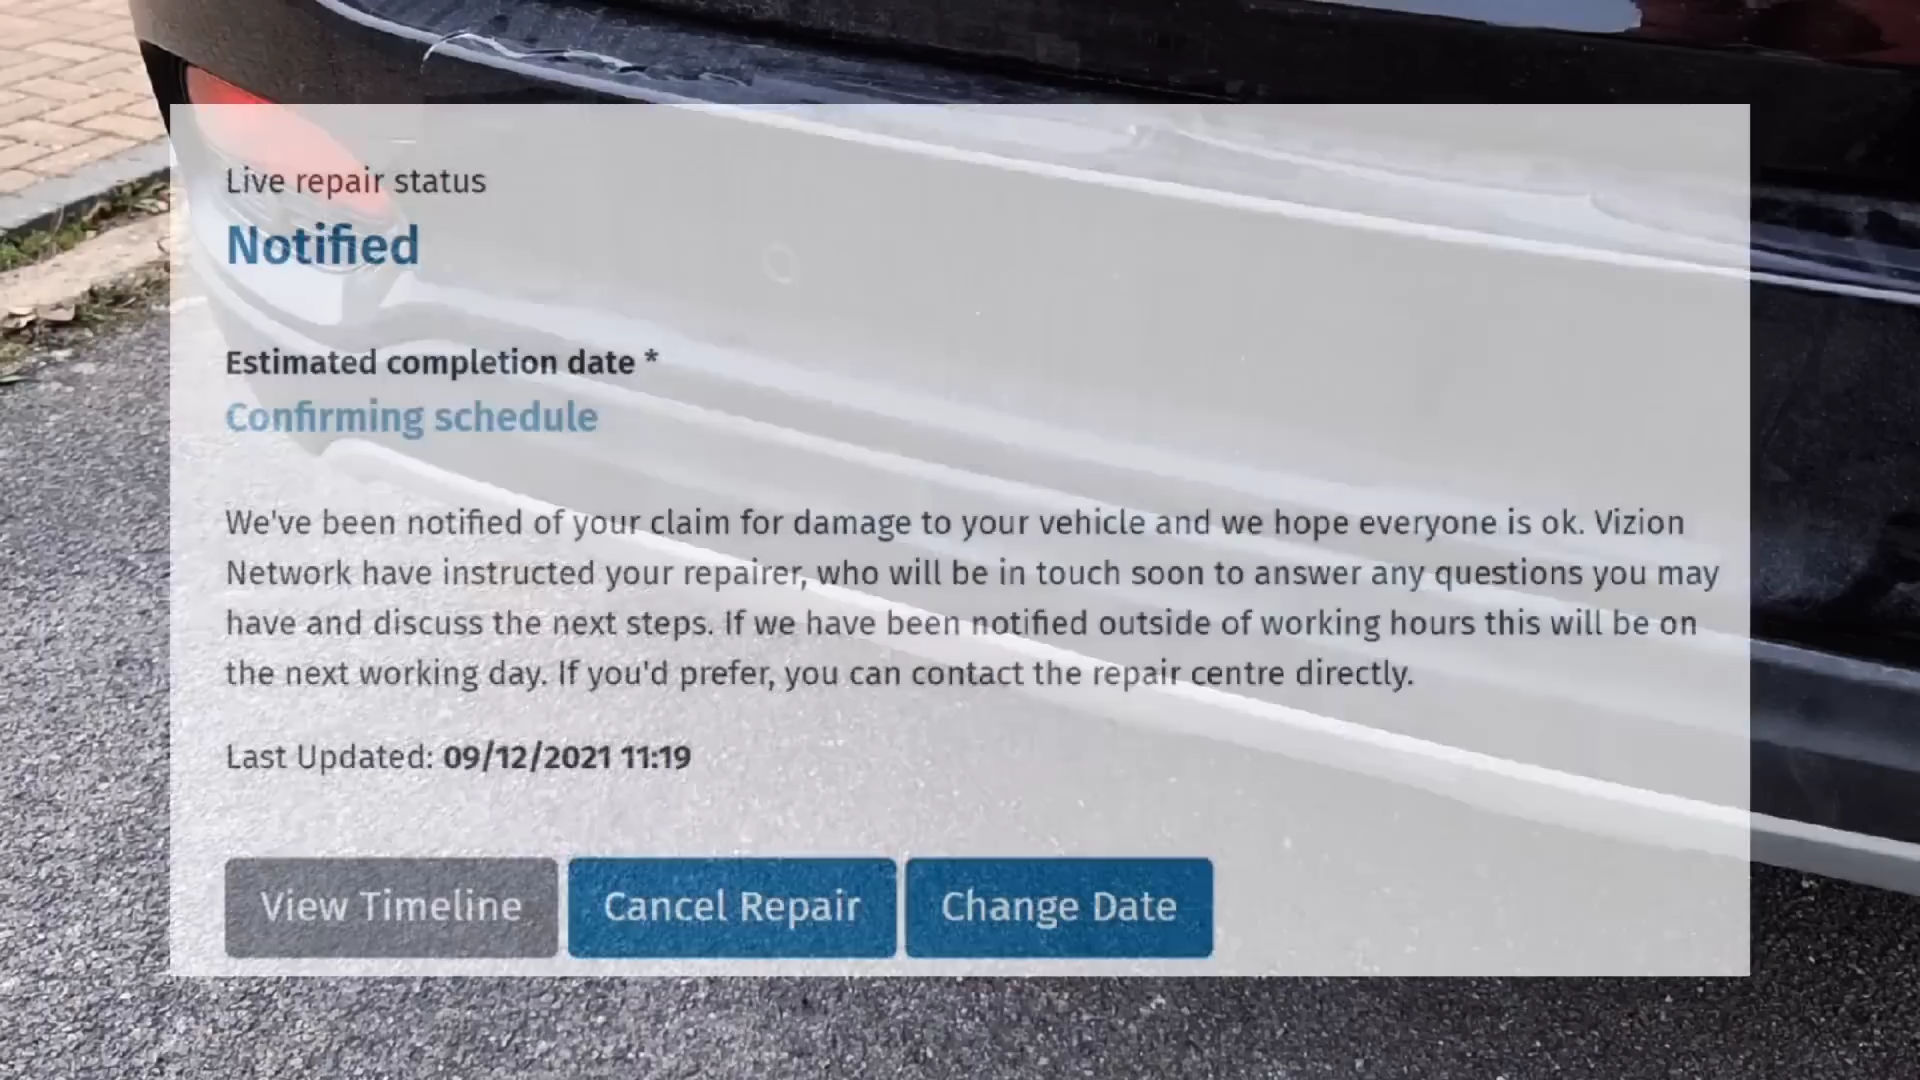 Live repair status
Notified
Estimated completion date *
Confirming schedule
We've been notified of your claim for damage to your vehicle and we hope everyone is ok. Vizion
Network have instructed your repairer, who will be in touch soon to answer any questions you may
have and discuss the next steps. If we have been notified outside of working hours this will be on
the next working day. If you'd prefer, you can contact the repair centre directly.
Last Updated: 09/12/2021 11:19
View Timeline
Cancel Repair
Change Date